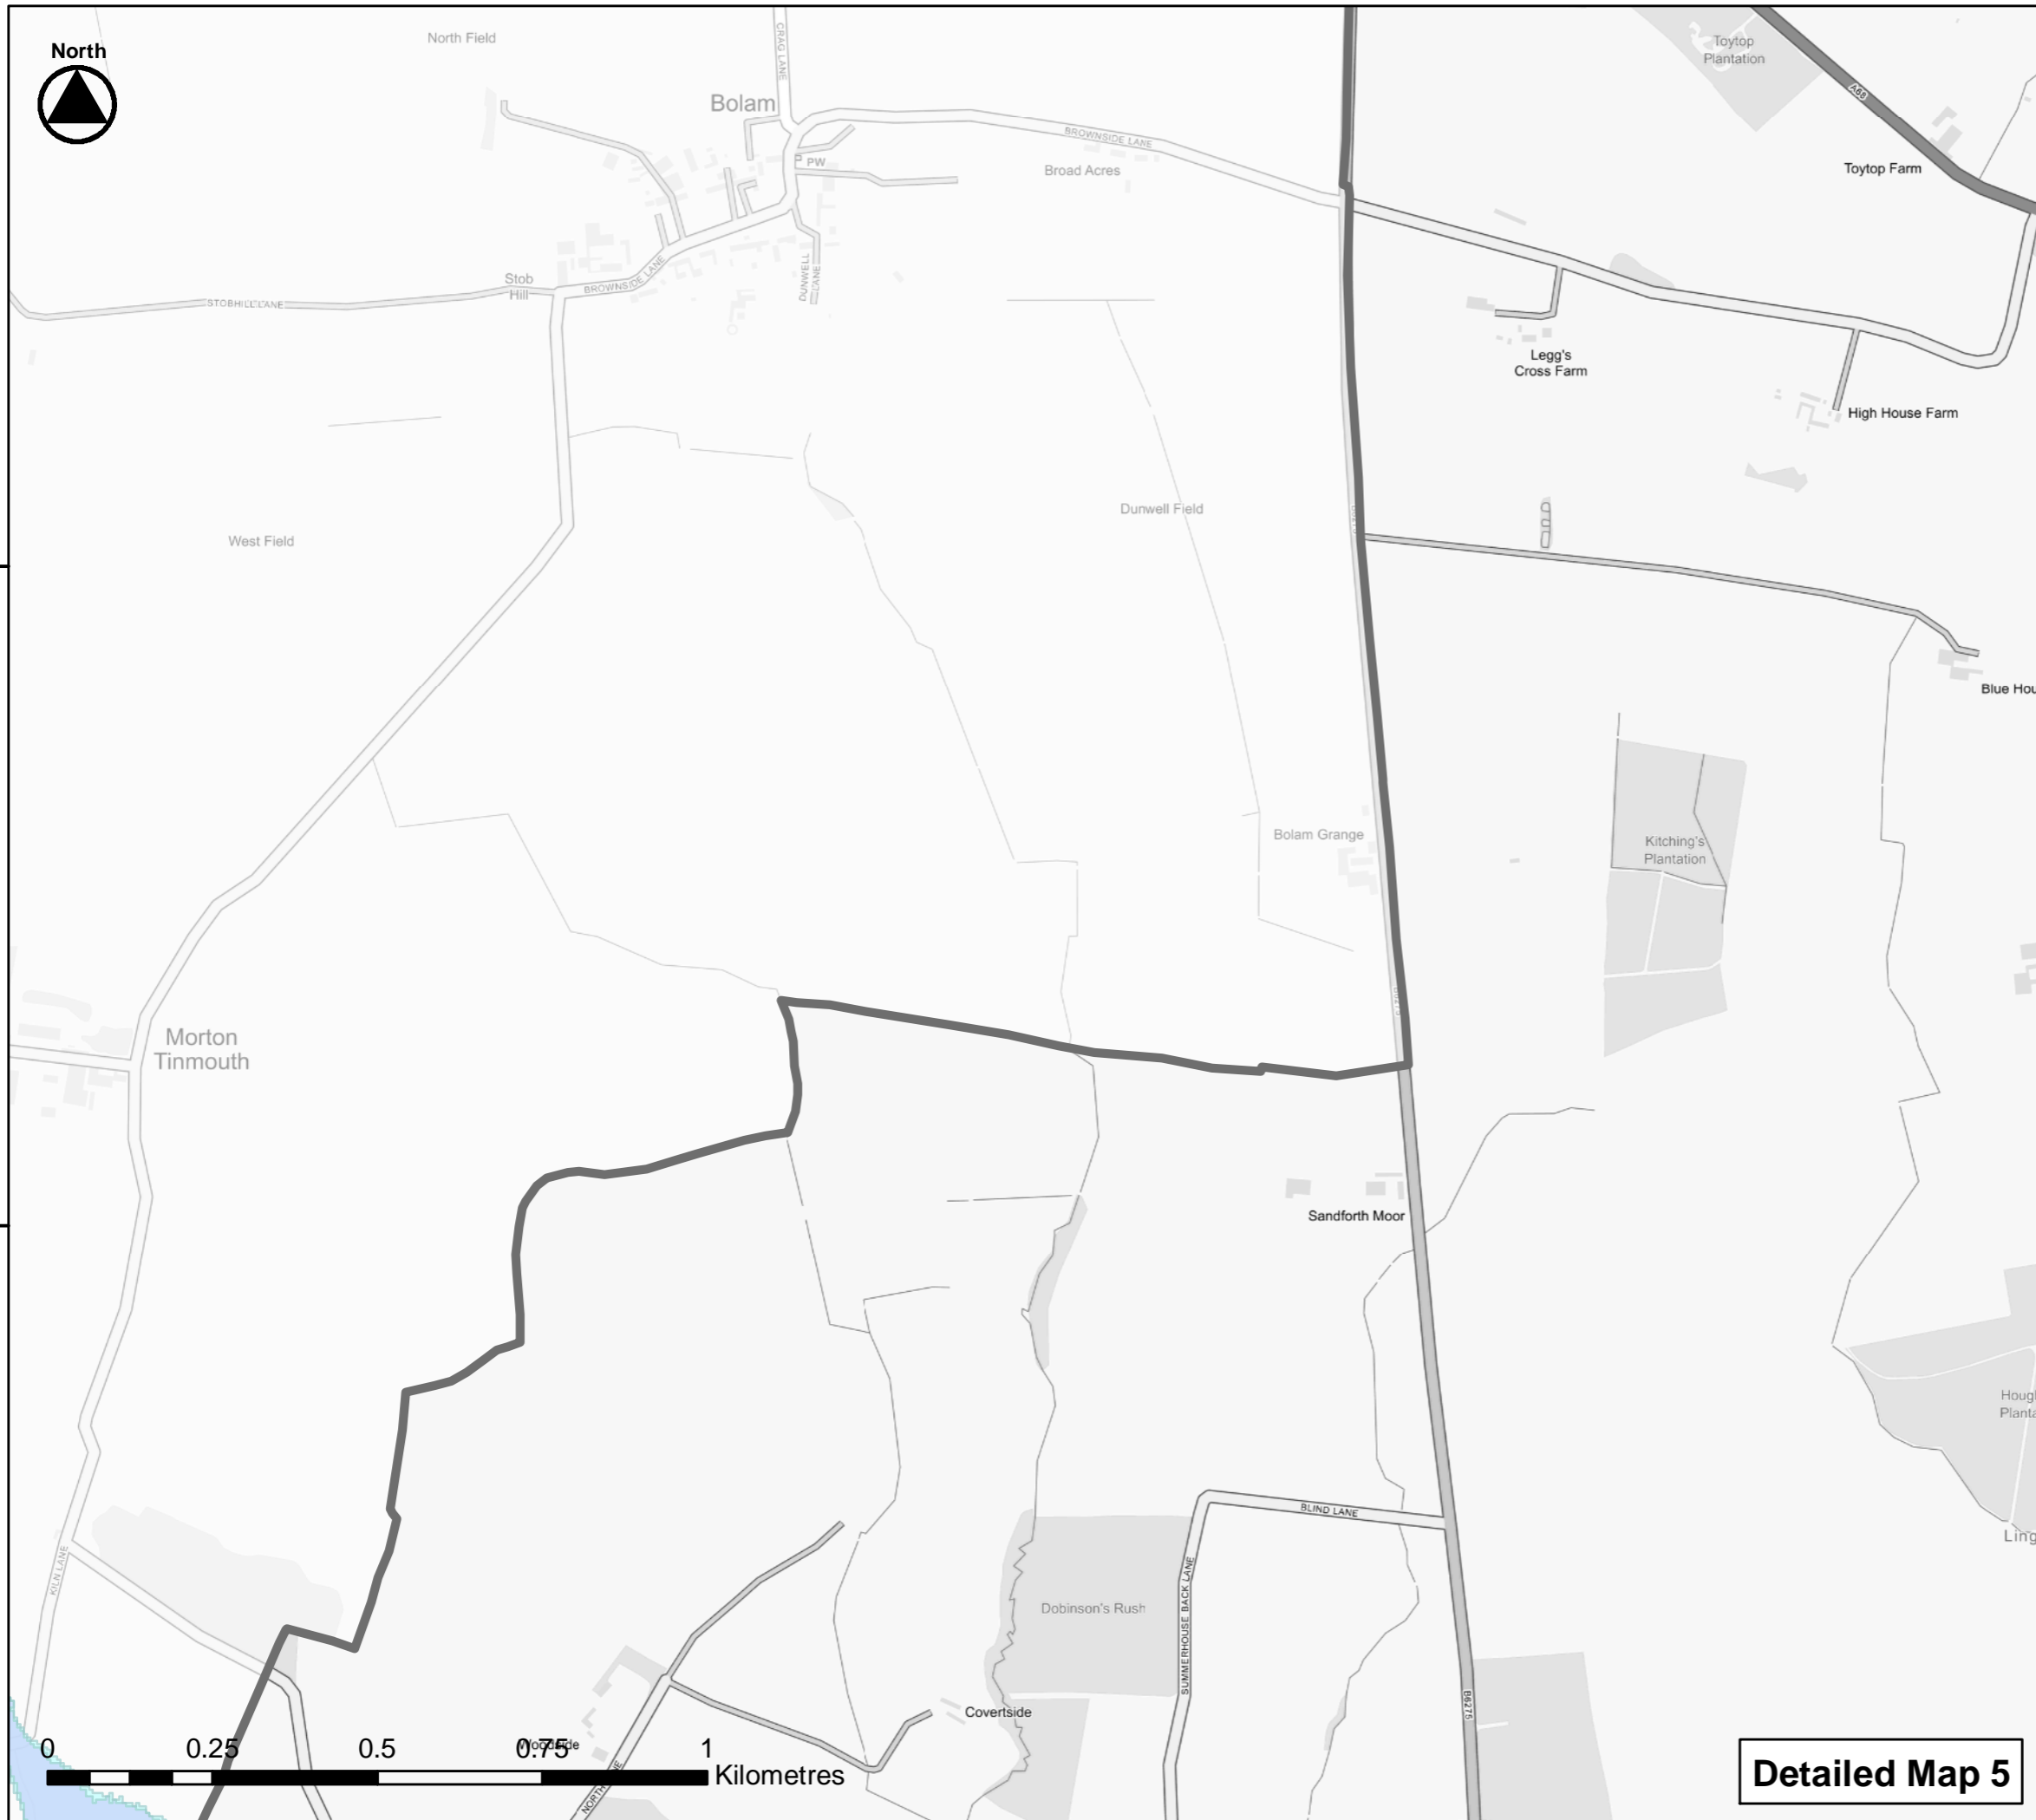 North
North Field
CRAG LANE
Bolam
PW
BROWNSIDE LANE
Broad Acres
Toytop
Plantation
A68
Toytop Farm
Stob
Hill
STOBHILL LANE
BROWNSIDE LANE
DUNWELL
LANE
Legg's
Cross Farm
High House Farm
West Field
Dunwell Field
Blue Hou
Bolam Grange
Kitching's
Plantation
Morton
Tinmouth
Sandforth Moor
Hough
Planta
Ling
BLIND LANE
SUMMERHOUSE BACK LANE
KILN LANE
Dobinson's Rush
Covertside
Woodside
B6275
0
0.25
0.5
0.75
1
Kilometres
Detailed Map 5